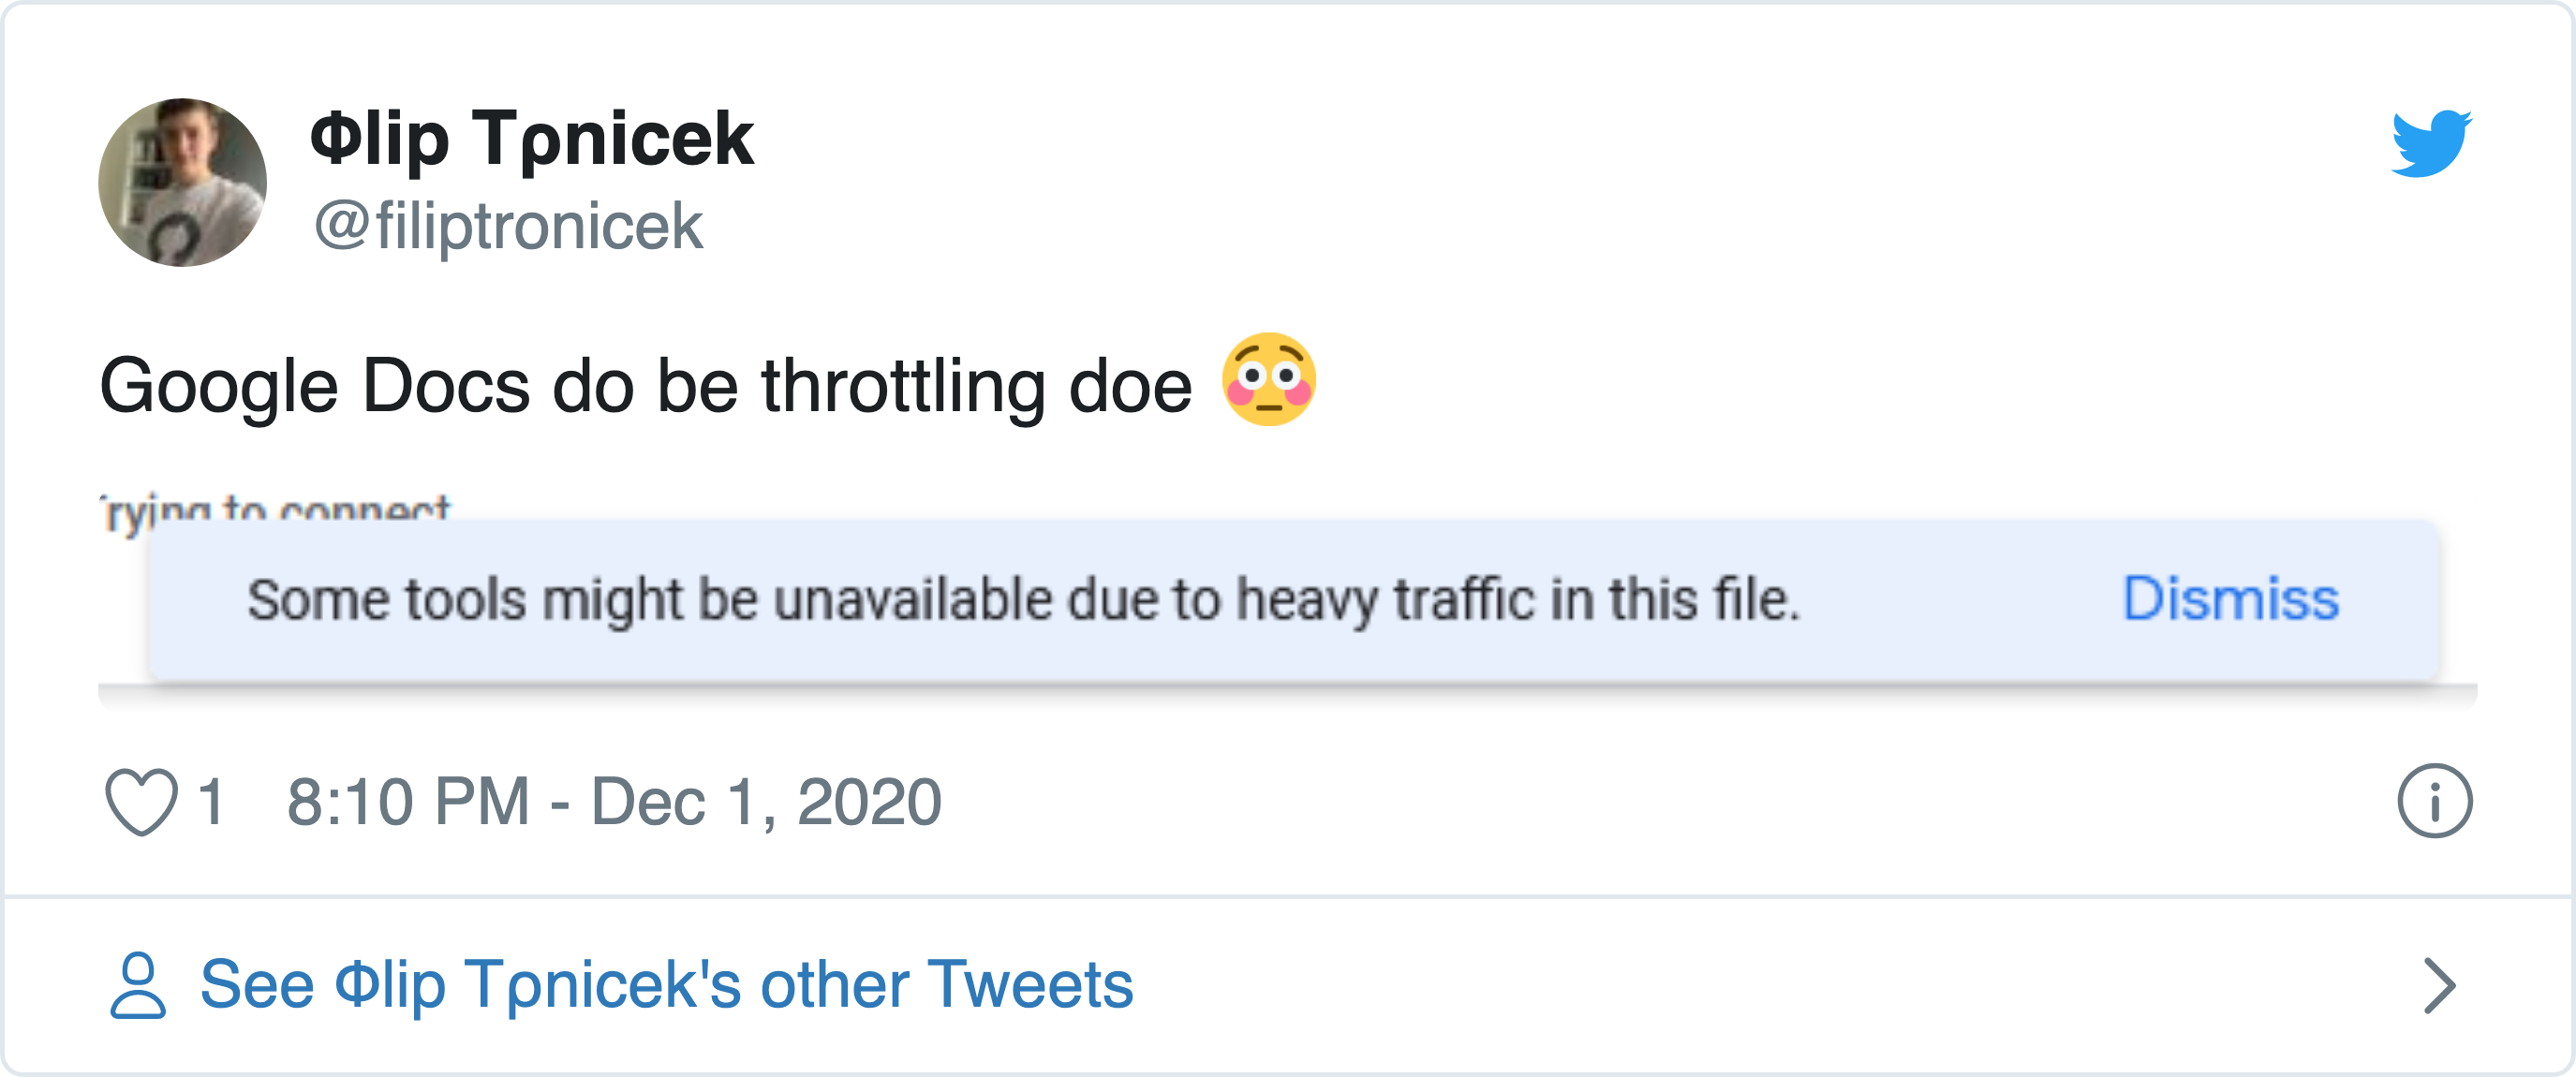 Φlip Tρnicek
@filiptronicek
Google Docs do be throttling doe 😳
rying to connect
Some tools might be unavailable due to heavy traffic in this file. Dismiss
1 8:10 PM - Dec 1, 2020
See Φlip Tρnicek's other Tweets